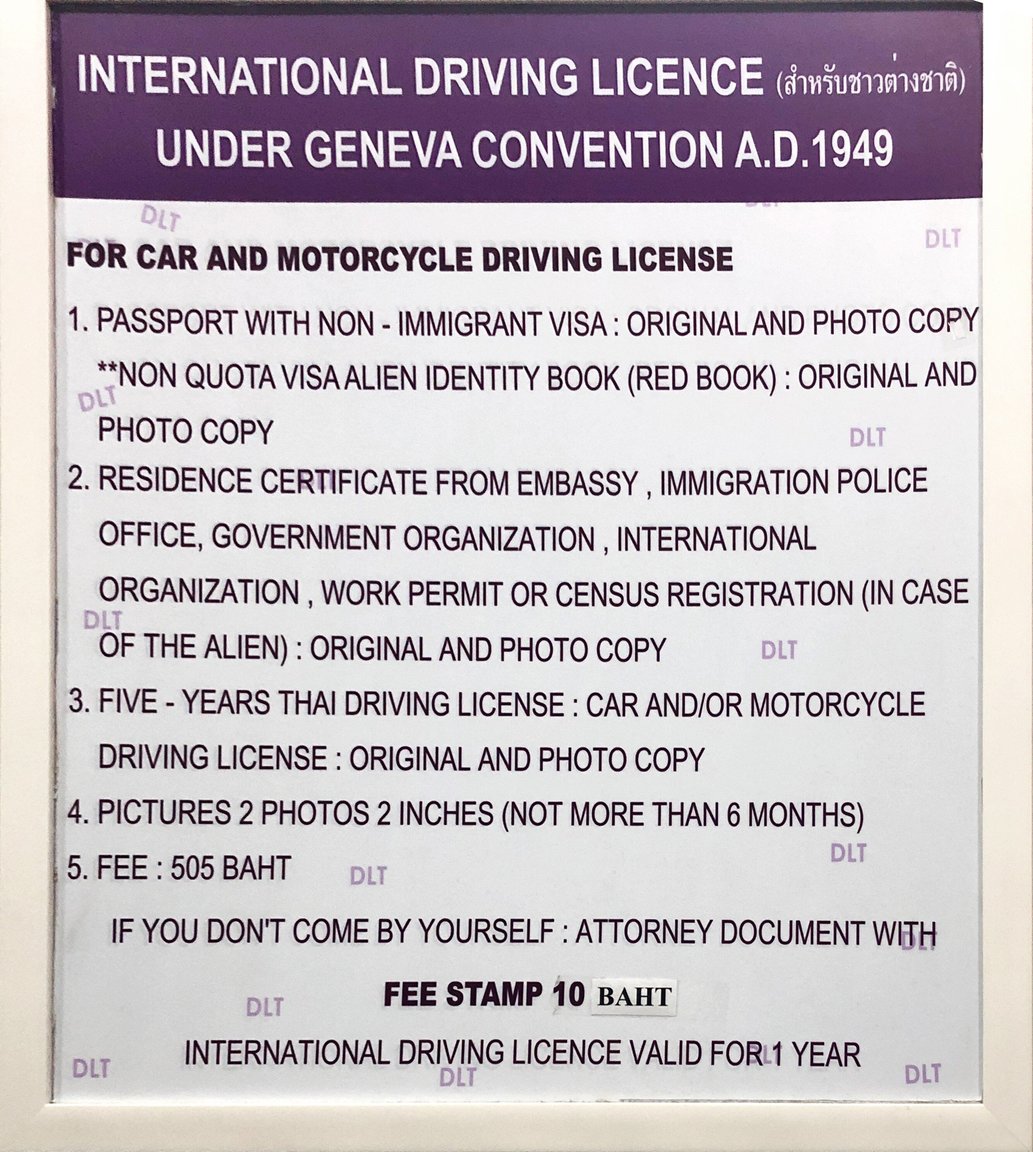 INTERNATIONAL DRIVING LICENCE (สำหรับชาวต่างชาติ)
UNDER GENEVA CONVENTION A.D.1949
DLT
DLT
DLT
FOR CAR AND MOTORCYCLE DRIVING LICENSE
1. PASSPORT WITH NON - IMMIGRANT VISA : ORIGINAL AND PHOTO COPY
**NON QUOTA VISA ALIEN IDENTITY BOOK (RED BOOK) : ORIGINAL AND
DLT
PHOTO COPY
DLT
2. RESIDENCE CERTIFICATE FROM EMBASSY , IMMIGRATION POLICE
OFFICE, GOVERNMENT ORGANIZATION , INTERNATIONAL
ORGANIZATION , WORK PERMIT OR CENSUS REGISTRATION (IN CASE
DLT
OF THE ALIEN) : ORIGINAL AND PHOTO COPY
DLT
3. FIVE - YEARS THAI DRIVING LICENSE : CAR AND/OR MOTORCYCLE
DRIVING LICENSE : ORIGINAL AND PHOTO COPY
4. PICTURES 2 PHOTOS 2 INCHES (NOT MORE THAN 6 MONTHS)
DLT
5. FEE : 505 BAHT
DLT
IF YOU DON'T COME BY YOURSELF : ATTORNEY DOCUMENT WITH
DLT
FEE STAMP 10 BAHT
DLT
INTERNATIONAL DRIVING LICENCE VALID FOR 1 YEAR
DLT
DLT
DLT